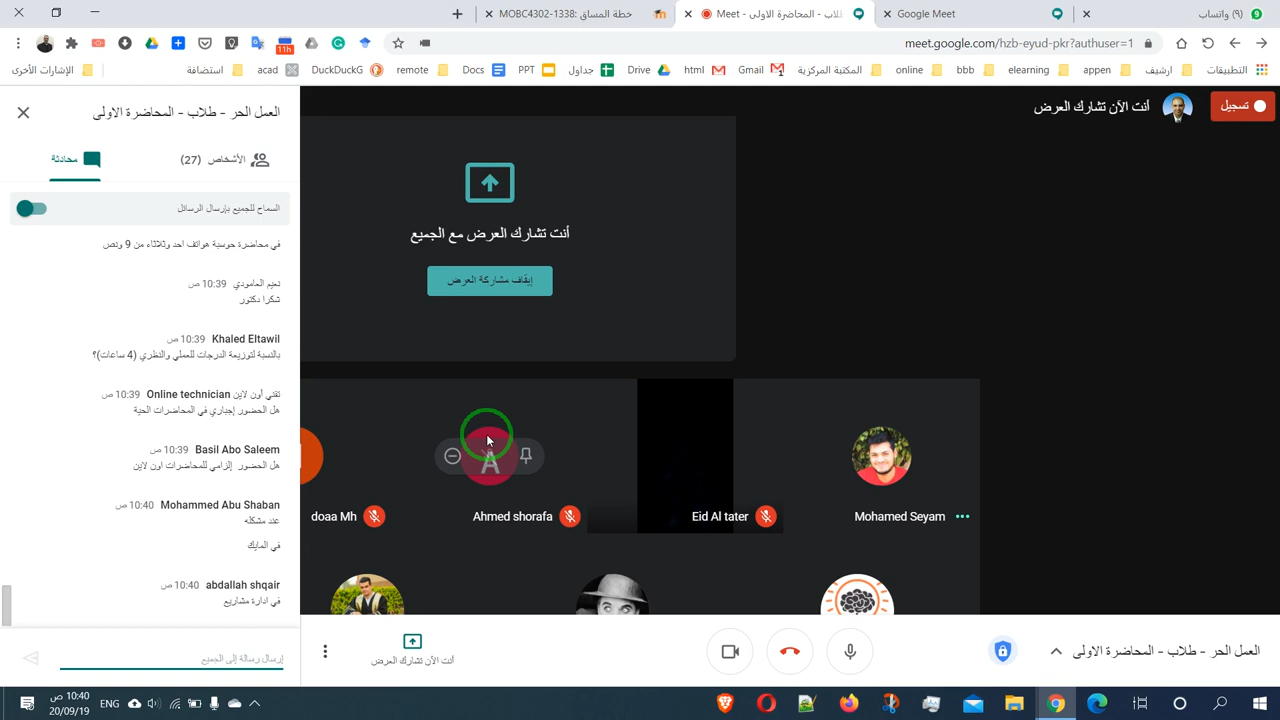 واتساب (٩)
Google Meet
Meet - طلاب - المحاضرة الاولى
خطة المساق: MOBC4302-1338
meet.google.com/hzb-eyud-pkr?authuser=1
11h
التطبيقات
ارشيف
appen
elearning
bbb
online
المكتبة المركزية
Gmail
html
Drive
جداول
PPT
Docs
remote
DuckDuckG
acad
استضافة
الإشارات الأخرى
تسجيل
أنت الآن تشارك العرض
العمل الحر - طلاب - المحاضرة الاولى
الأشخاص (27)
محادثة
السماح للجميع بإرسال الرسائل
في محاضرة حوسبة هواتف احد وثلاثاء من 9 ونص
نعيم العامودي 10:39 ص
شكرا دكتور
Khaled Eltawil 10:39 ص
بالنسبة لتوزيعة الدرجات للعملي والنظري (4 ساعات)؟
تقني أون لاين Online technician 10:39 ص
هل الحضور إجباري في المحاضرات الحية
Basil Abo Saleem 10:39 ص
هل الحضور إلزامي للمحاضرات اون لاين
Mohammed Abu Shaban 10:40 ص
عند مشكله
في المايك
abdallah shqair 10:40 ص
في ادارة مشاريع
إرسال رسالة إلى الجميع
أنت تشارك العرض مع الجميع
إيقاف مشاركة العرض
Mohamed Seyam
Eid Al tater
Ahmed shorafa
doaa Mh
العمل الحر - طلاب - المحاضرة الاولى
أنت الآن تشارك العرض
10:40 ص
20/09/19
ENG